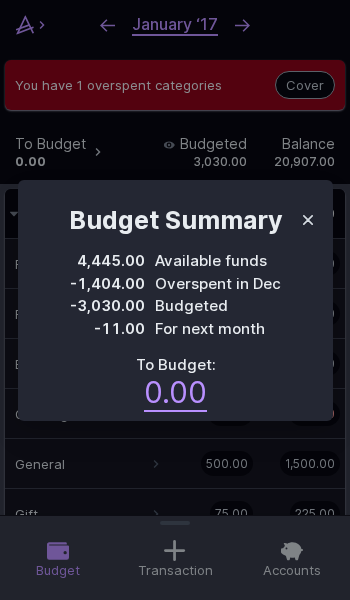 January ‘17
You have 1 overspent categories
Cover
To Budget
Budgeted
Balance
0.00
3,030.00
20,907.00
Budget Summary
4,445.00 Available funds
-1,404.00 Overspent in Dec
-3,030.00 Budgeted
-11.00 For next month
To Budget:
0.00
General
500.00
1,500.00
Gift
75.00
225.00
Budget
Transaction
Accounts